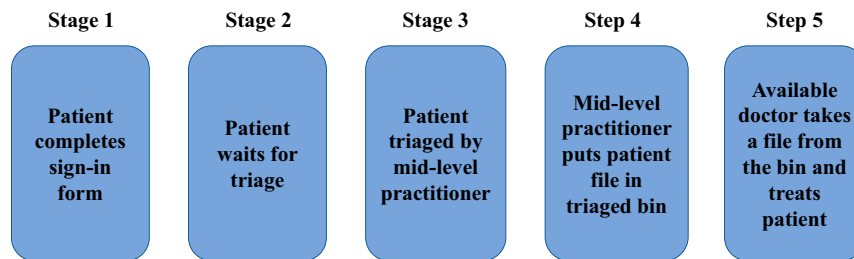 Stage 1
Stage 2
Stage 3
Step 4
Step 5
Patient
completes
sign-in
form
Patient
waits for
triage
Patient
triaged by
mid-level
practitioner
Mid-level
practitioner
puts patient
file in
triaged bin
Available
doctor takes
a file from
the bin and
treats
patient